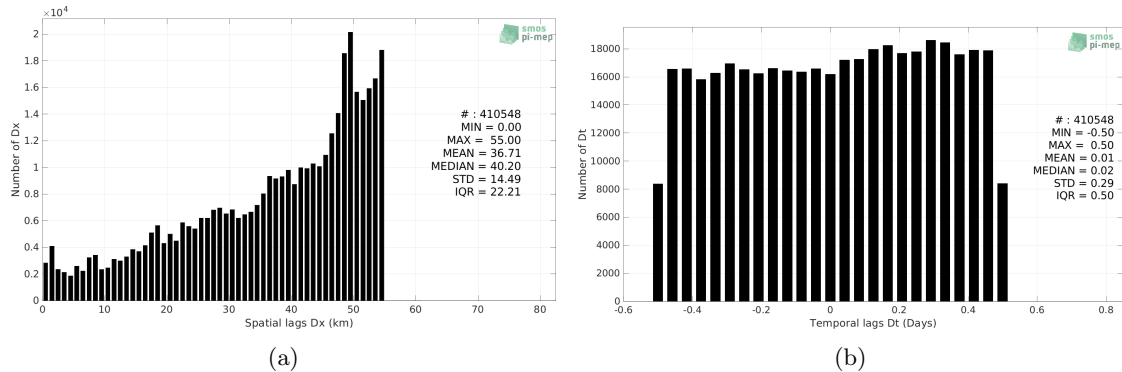 ×10⁴
2
1.8
1.6
1.4
1.2
1
0.8
0.6
0.4
0.2
0
Number of Dx
0 10 20 30 40 50 60 70 80
Spatial lags Dx (km)
smos
pi-mep
# : 410548
MIN = 0.00
MAX = 55.00
MEAN = 36.71
MEDIAN = 40.20
STD = 14.49
IQR = 22.21
(a)
18000
16000
14000
12000
10000
8000
6000
4000
2000
0
Number of Dt
-0.6 -0.4 -0.2 0 0.2 0.4 0.6 0.8
Temporal lags Dt (Days)
smos
pi-mep
# : 410548
MIN = -0.50
MAX = 0.50
MEAN = 0.01
MEDIAN = 0.02
STD = 0.29
IQR = 0.50
(b)